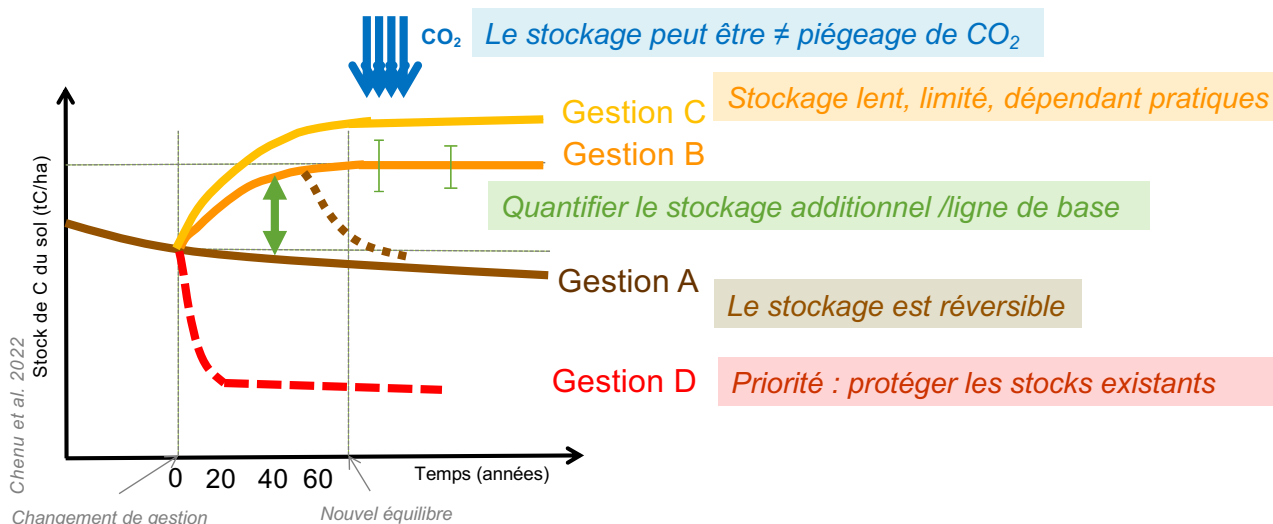 CO₂
Le stockage peut être ≠ piégeage de CO₂
Gestion C
Stockage lent, limité, dépendant pratiques
Gestion B
Quantifier le stockage additionnel /ligne de base
Gestion A
Le stockage est réversible
Gestion D
Priorité : protéger les stocks existants
Stock de C du sol (tC/ha)
Chenu et al. 2022
0 20 40 60
Temps (années)
Changement de gestion
Nouvel équilibre